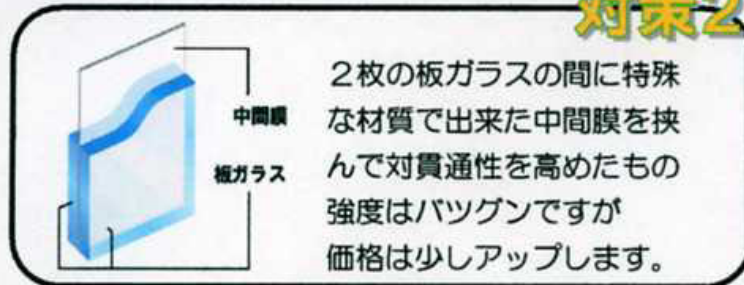 対策2
2枚の板ガラスの間に特殊
な材質で出来た中間膜を挟
んで対貫通性を高めたもの
強度はバツグンですが
価格は少しアップします。
中間膜
板ガラス